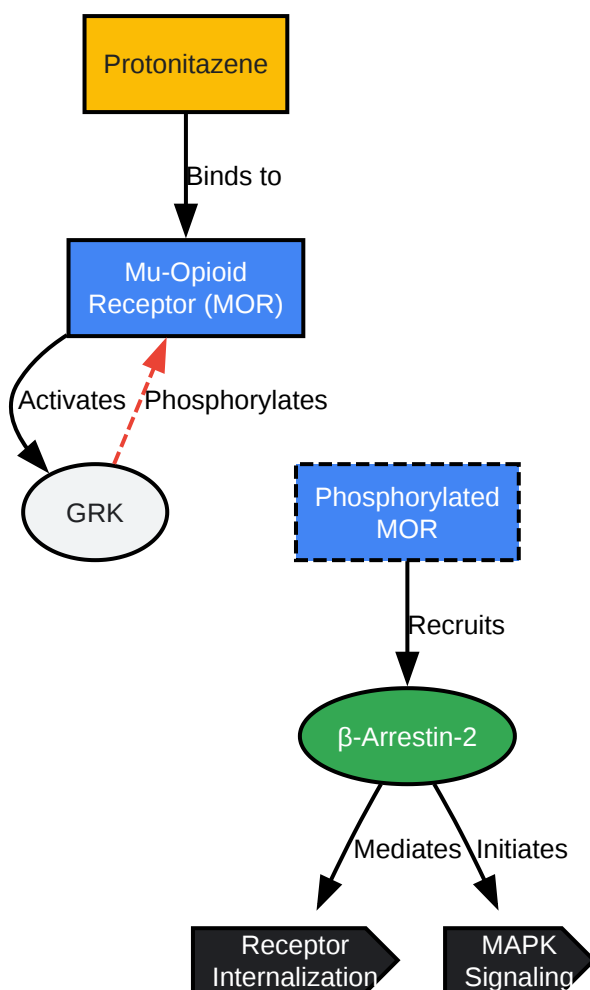 Protonitazene
Binds to
Mu-Opioid
Receptor (MOR)
Activates
Phosphorylates
GRK
Phosphorylated
MOR
Recruits
β-Arrestin-2
Mediates
Initiates
Receptor
Internalization
MAPK
Signaling